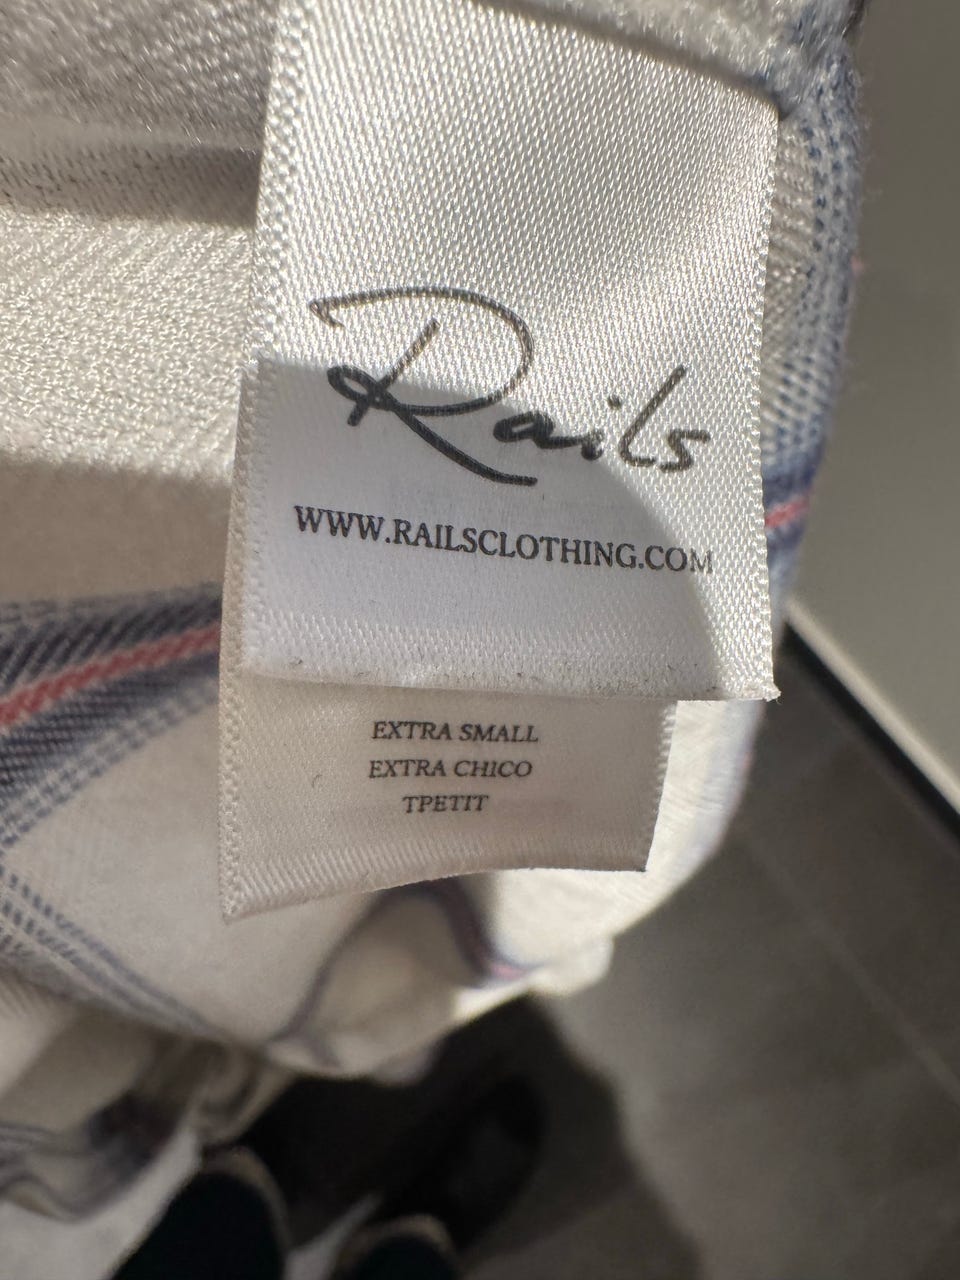 Rails
WWW.RAILSCLOTHING.COM
EXTRA SMALL
EXTRA CHICO
TPETIT